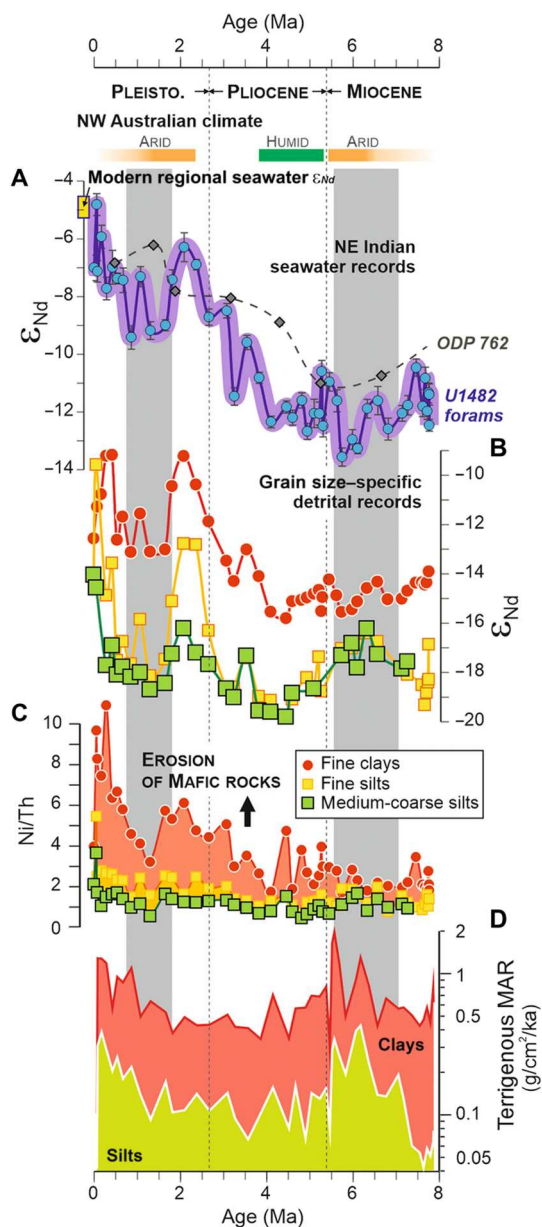 Age (Ma)
0 2 4 6 8
PLEISTO. PLIOCENE MIOCENE
NW Australian climate
ARID HUMID ARID
A
−4
Modern regional seawater εNd
−6
NE Indian
seawater records
−8
εNd
ODP 762
−10
U1482
forams
−12
B
−14
−8
Grain size–specific
detrital records
−10
−12
−14
−16
εNd
−18
−20
C
10
EROSION
OF MAFIC ROCKS
Fine clays
Fine silts
Medium-coarse silts
8
6
Ni/Th
4
2
0
D
2
1
Clays
0.5
Terrigenous MAR
(g/cm²/ka)
0.1
Silts
0.05
0 2 4 6 8
Age (Ma)